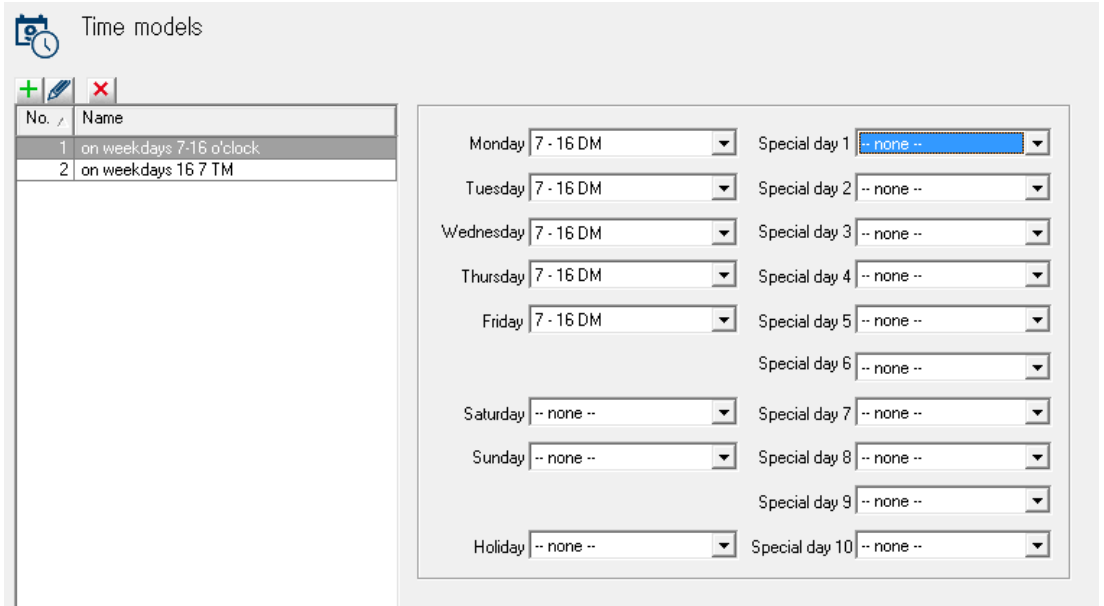 Time models
No. Name
1 on weekdays 7-16 o'clock
2 on weekdays 16 7 TM
Monday 7 - 16 DM Special day 1 -- none --
Tuesday 7 - 16 DM Special day 2 -- none --
Wednesday 7 - 16 DM Special day 3 -- none --
Thursday 7 - 16 DM Special day 4 -- none --
Friday 7 - 16 DM Special day 5 -- none --
Special day 6 -- none --
Saturday -- none -- Special day 7 -- none --
Sunday -- none -- Special day 8 -- none --
Special day 9 -- none --
Holiday -- none -- Special day 10 -- none --